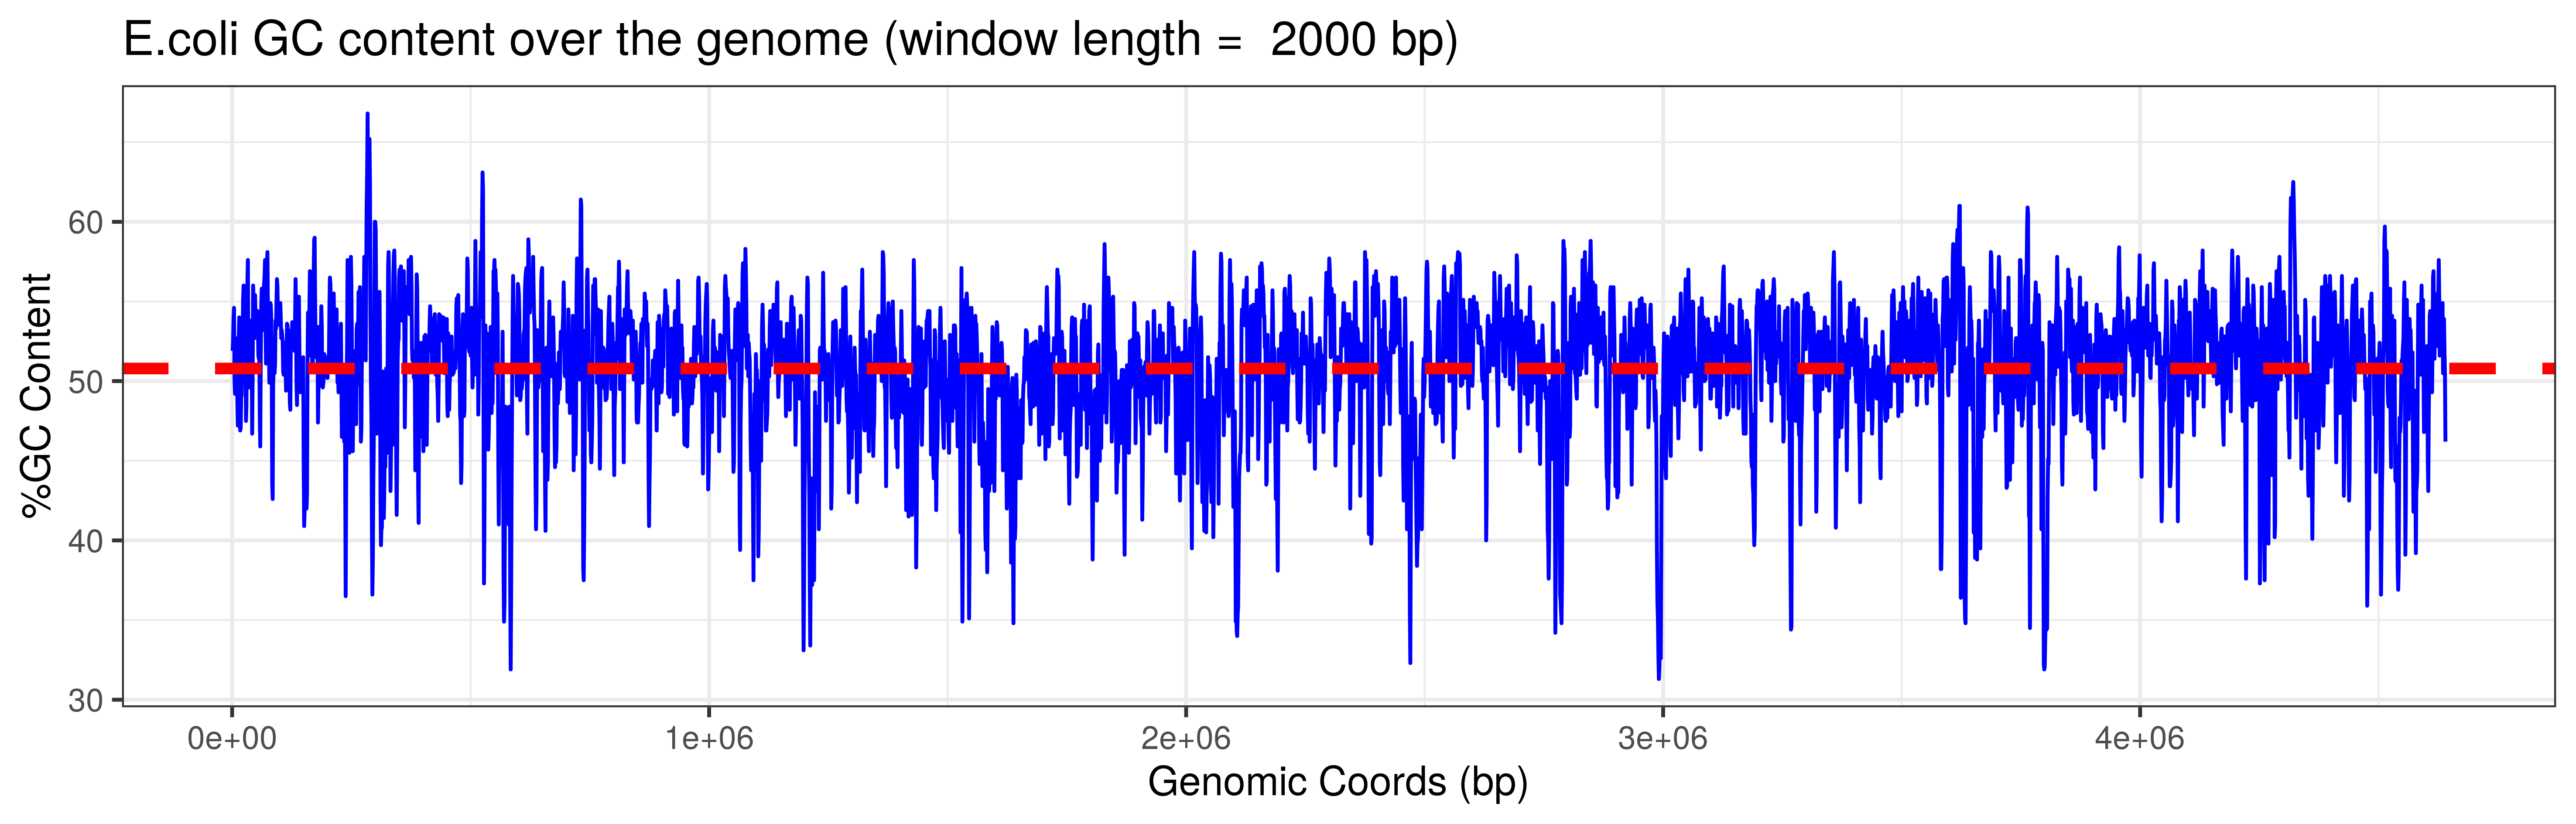 E.coli GC content over the genome (window length =  2000 bp)
%GC Content
60
50
40
30
0e+00 1e+06 2e+06 3e+06 4e+06
Genomic Coords (bp)